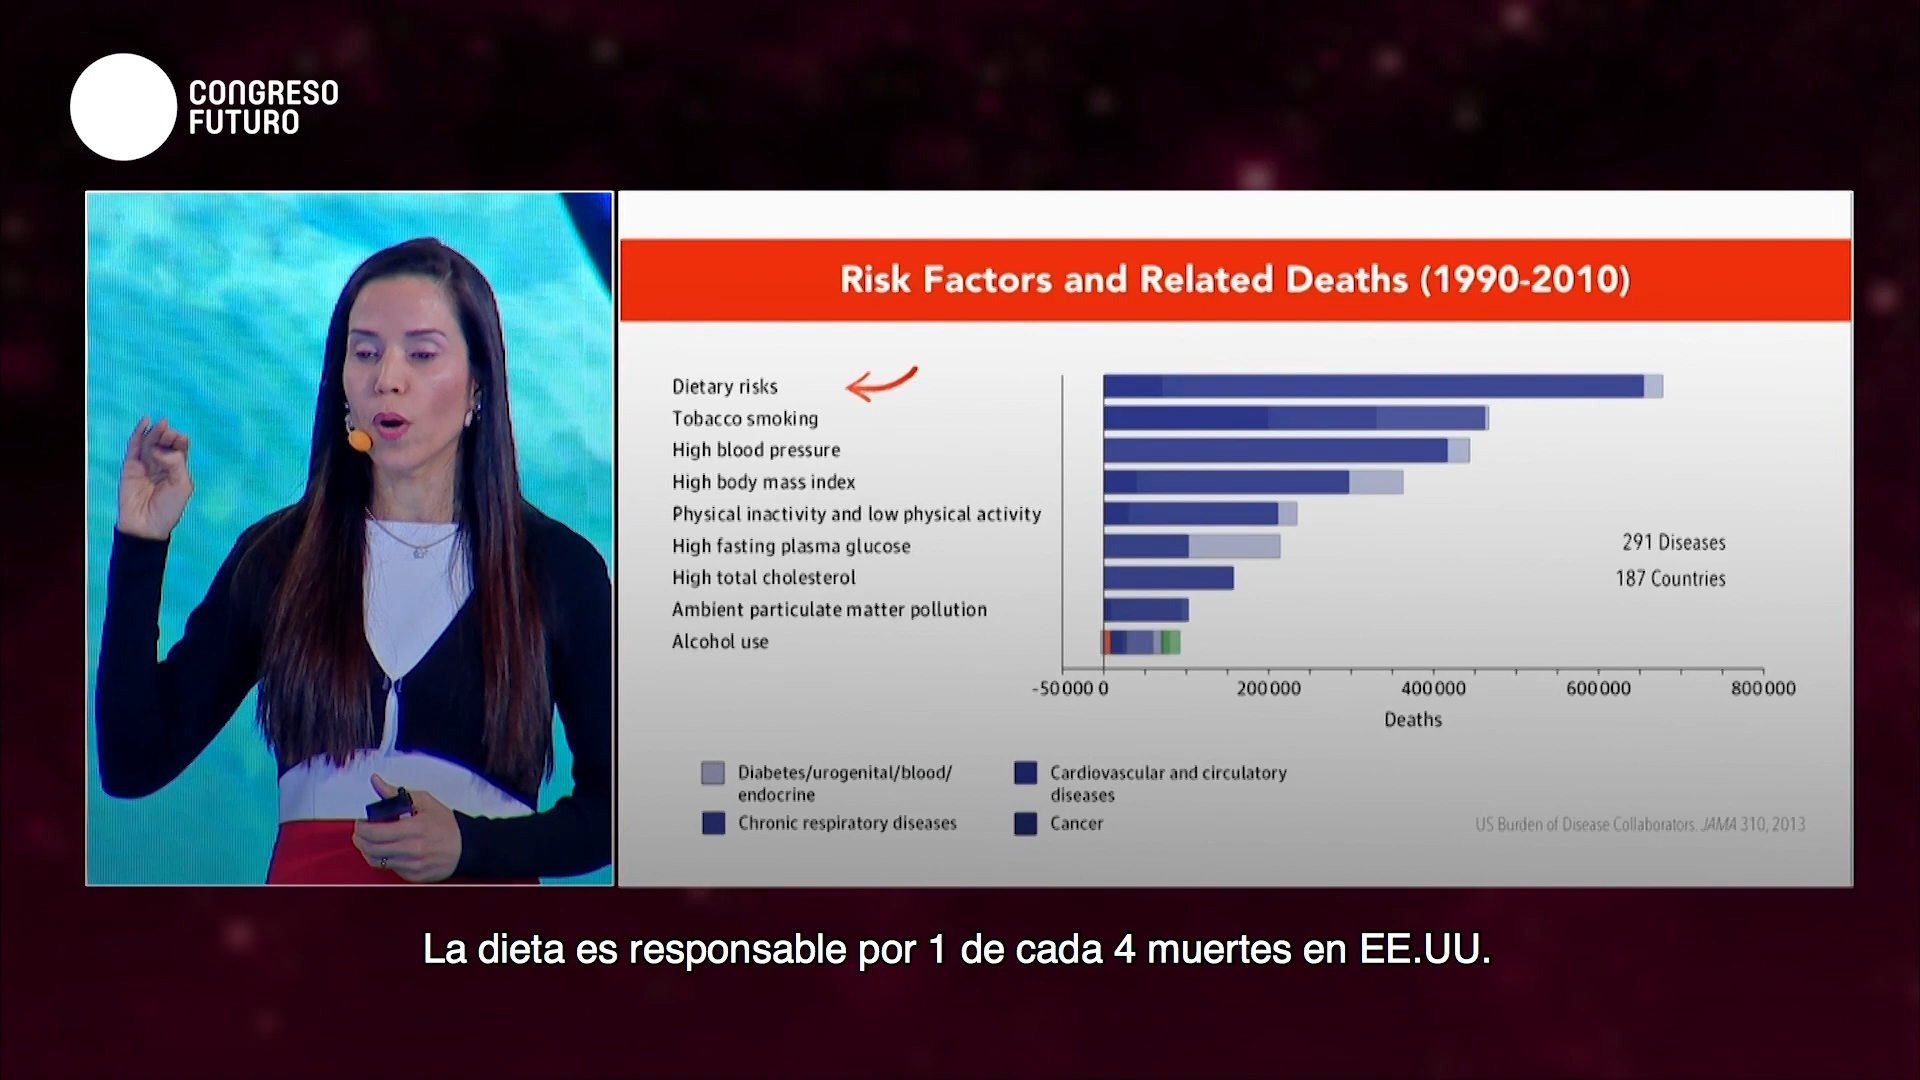 CONGRESO
FUTURO
Risk Factors and Related Deaths (1990-2010)
Dietary risks
Tobacco smoking
High blood pressure
High body mass index
Physical inactivity and low physical activity
High fasting plasma glucose
High total cholesterol
Ambient particulate matter pollution
Alcohol use
291 Diseases
187 Countries
-50000 0 200000 400000 600000 800000
Deaths
Diabetes/urogenital/blood/
endocrine
Cardiovascular and circulatory
diseases
Chronic respiratory diseases
Cancer
US Burden of Disease Collaborators. JAMA 310, 2013
La dieta es responsable por 1 de cada 4 muertes en EE.UU.